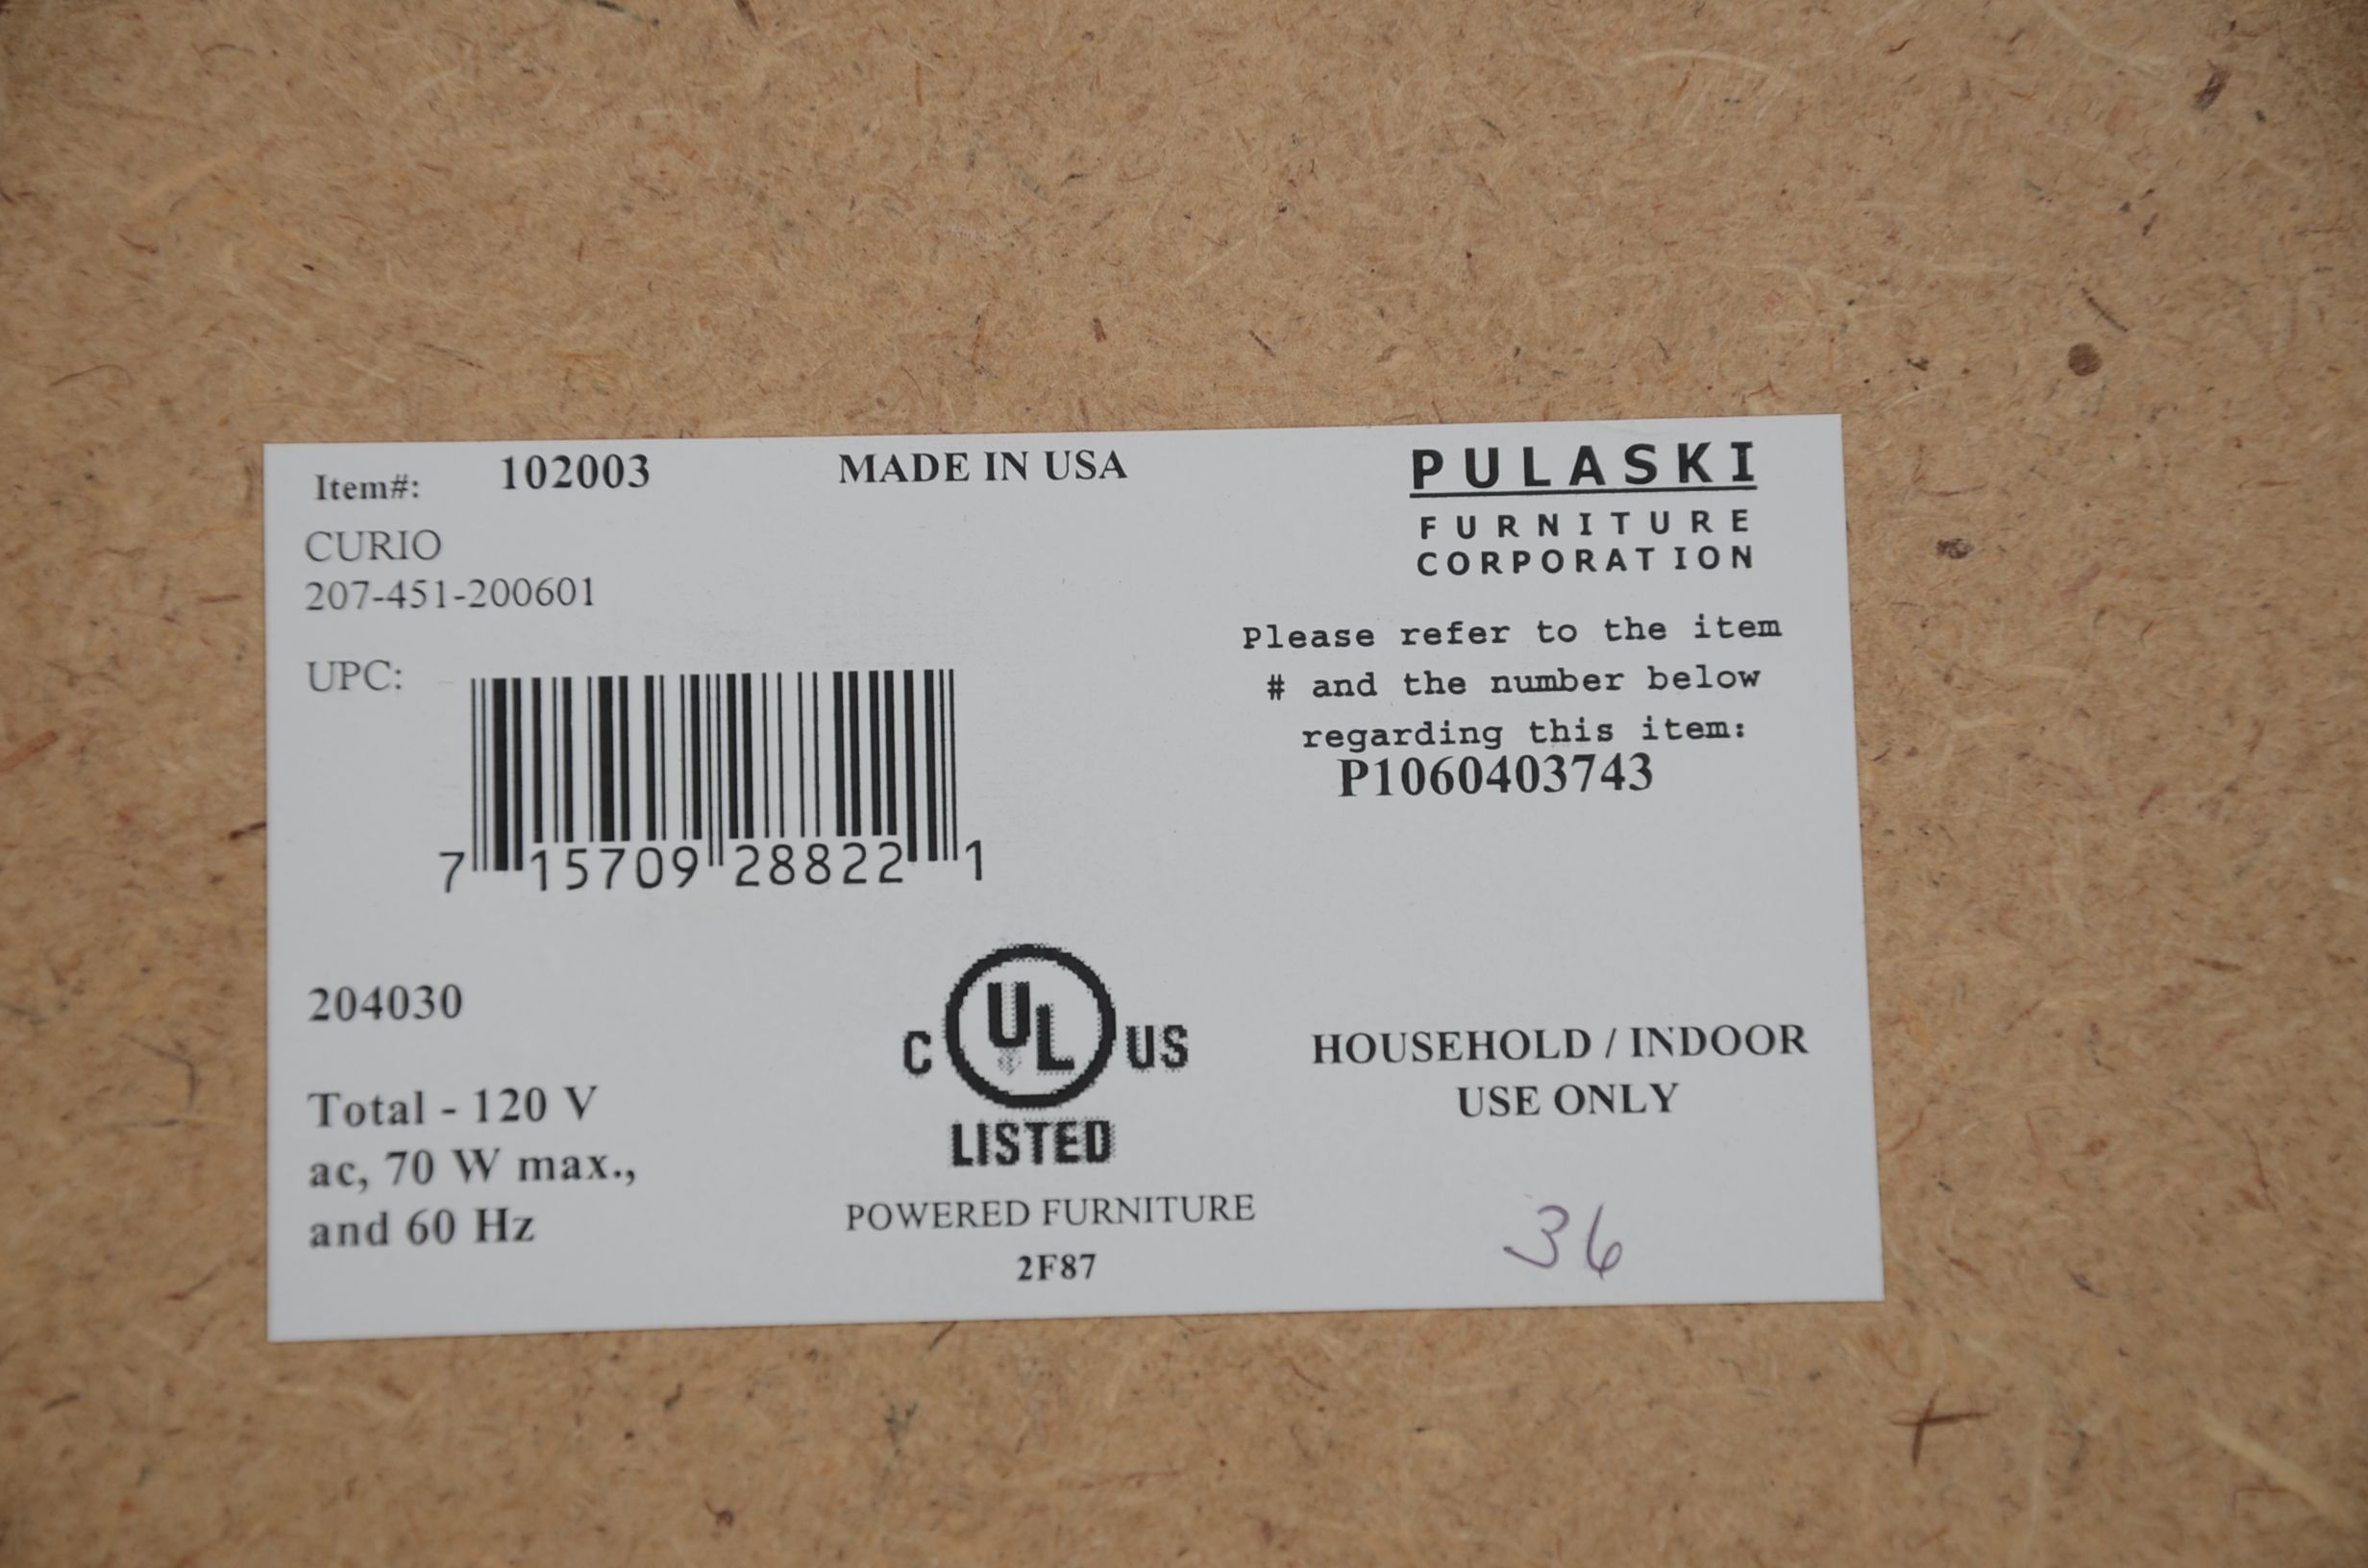 Item#: 102003 MADE IN USA
CURIO
207-451-200601
UPC:
7 15709 28822 1
PULASKI
FURNITURE
CORPORATION
Please refer to the item
# and the number below
regarding this item:
P1060403743
204030
Total - 120 V
ac, 70 W max.,
and 60 Hz
C UL US
LISTED
POWERED FURNITURE
2F87
HOUSEHOLD / INDOOR
USE ONLY
36